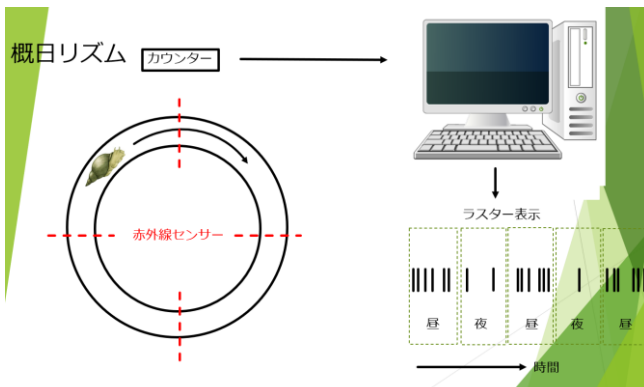 概日リズム
カウンター
赤外線センサー
ラスター表示
昼 夜 昼 夜 昼
時間